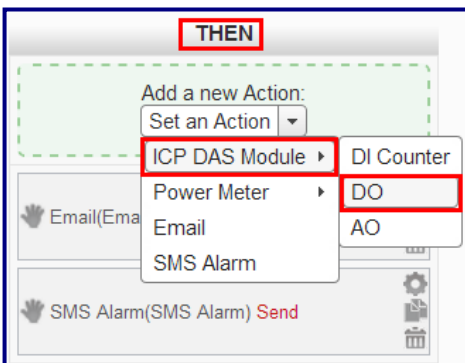 THEN
Add a new Action:
Set an Action
ICP DAS Module
DI Counter
Power Meter
DO
Email(Ema
Email
AO
SMS Alarm
SMS Alarm(SMS Alarm) Send